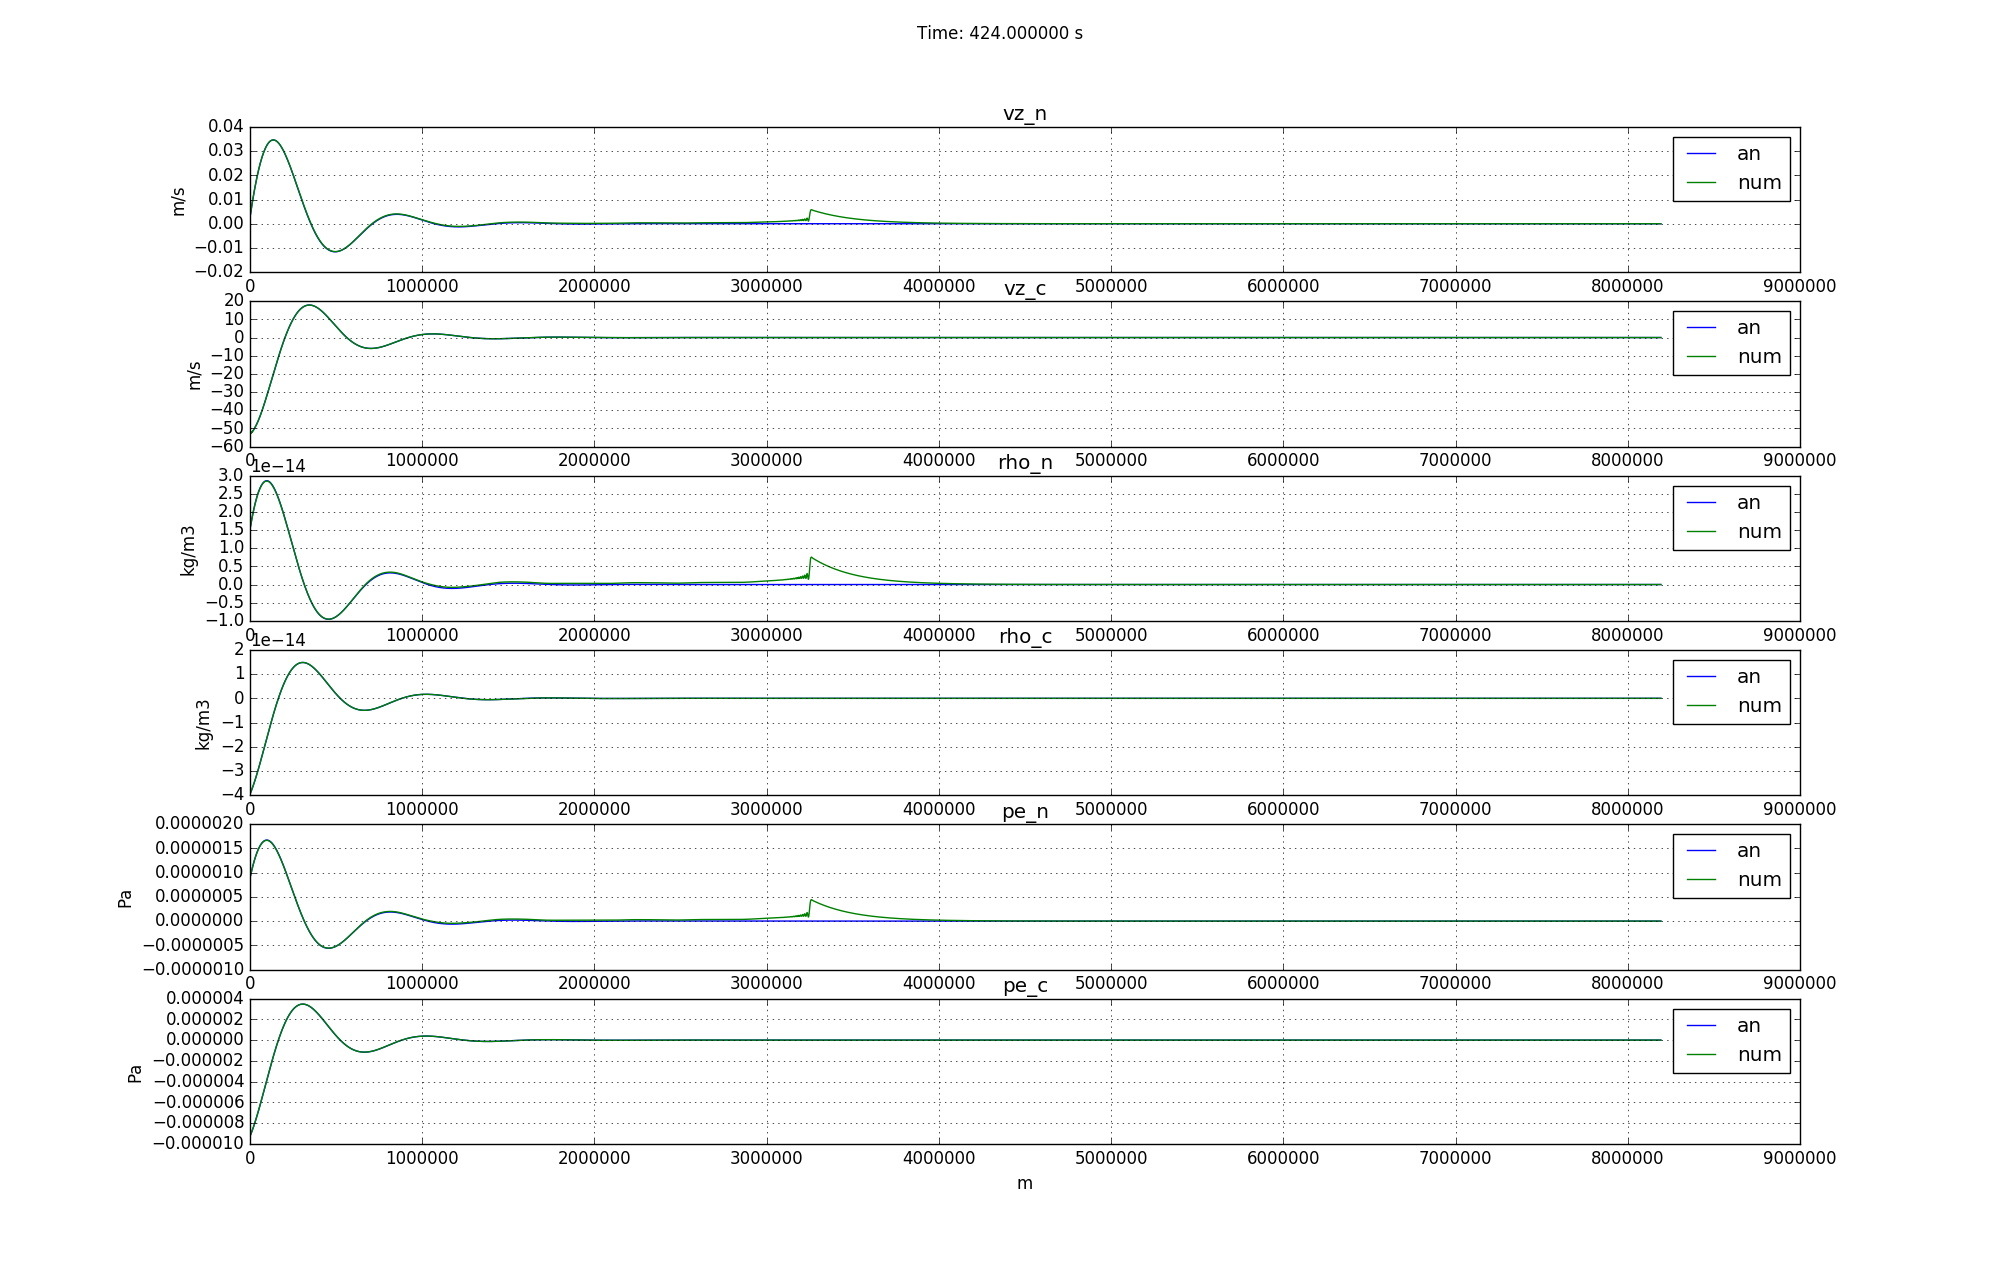 Time: 424.000000 s
vz_n
0.04
0.03
0.02
0.01
0.00
−0.01
−0.02
m/s
an
num
0 1000000 2000000 3000000 4000000 5000000 6000000 7000000 8000000 9000000
vz_c
20
10
0
−10
−20
−30
−40
−50
−60
m/s
an
num
0 1000000 2000000 3000000 4000000 5000000 6000000 7000000 8000000 9000000
1e−14
rho_n
3.0
2.5
2.0
1.5
1.0
0.5
0.0
−0.5
−1.0
kg/m3
an
num
0 1000000 2000000 3000000 4000000 5000000 6000000 7000000 8000000 9000000
1e−14
rho_c
2
1
0
−1
−2
−3
−4
kg/m3
an
num
0 1000000 2000000 3000000 4000000 5000000 6000000 7000000 8000000 9000000
pe_n
0.0000020
0.0000015
0.0000010
0.0000005
0.0000000
−0.0000005
−0.0000010
Pa
an
num
0 1000000 2000000 3000000 4000000 5000000 6000000 7000000 8000000 9000000
pe_c
0.000004
0.000002
0.000000
−0.000002
−0.000004
−0.000006
−0.000008
−0.000010
Pa
an
num
0 1000000 2000000 3000000 4000000 5000000 6000000 7000000 8000000 9000000
m